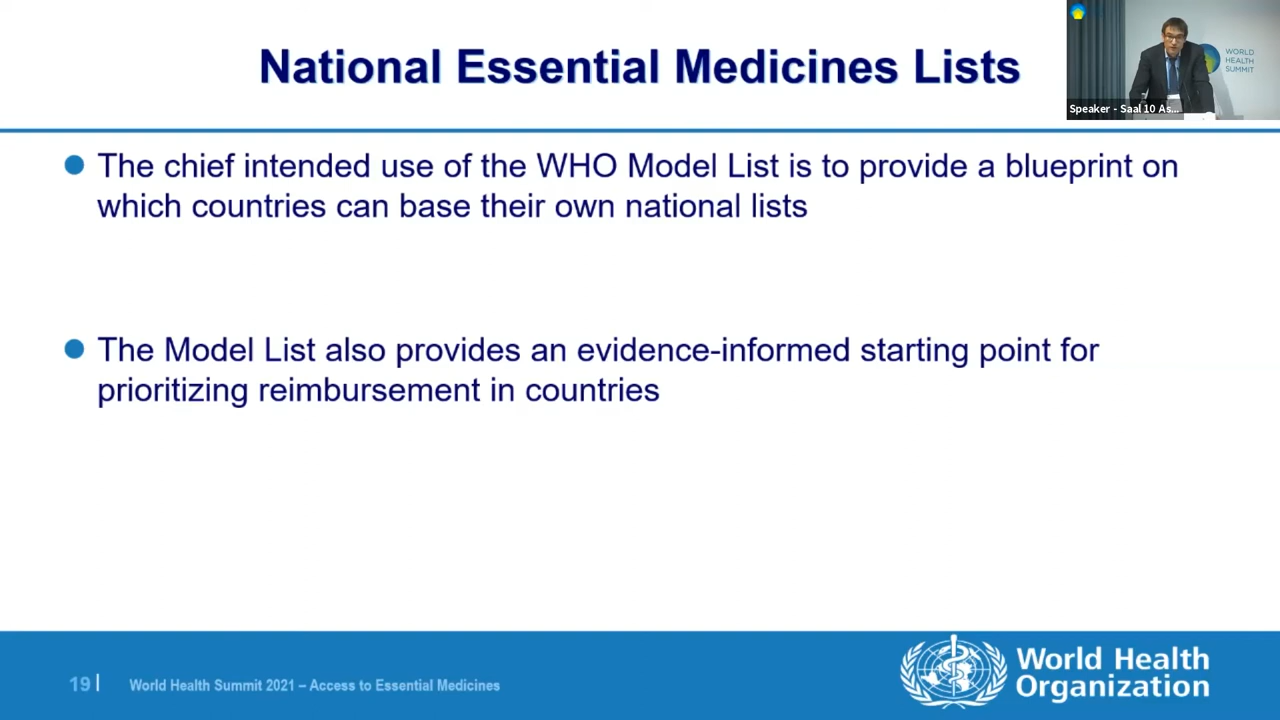 National Essential Medicines Lists
WORLD
HEALTH
SUMMIT
Speaker - Saal 10 As...
The chief intended use of the WHO Model List is to provide a blueprint on
which countries can base their own national lists
The Model List also provides an evidence-informed starting point for
prioritizing reimbursement in countries
19
World Health Summit 2021 – Access to Essential Medicines
World Health
Organization